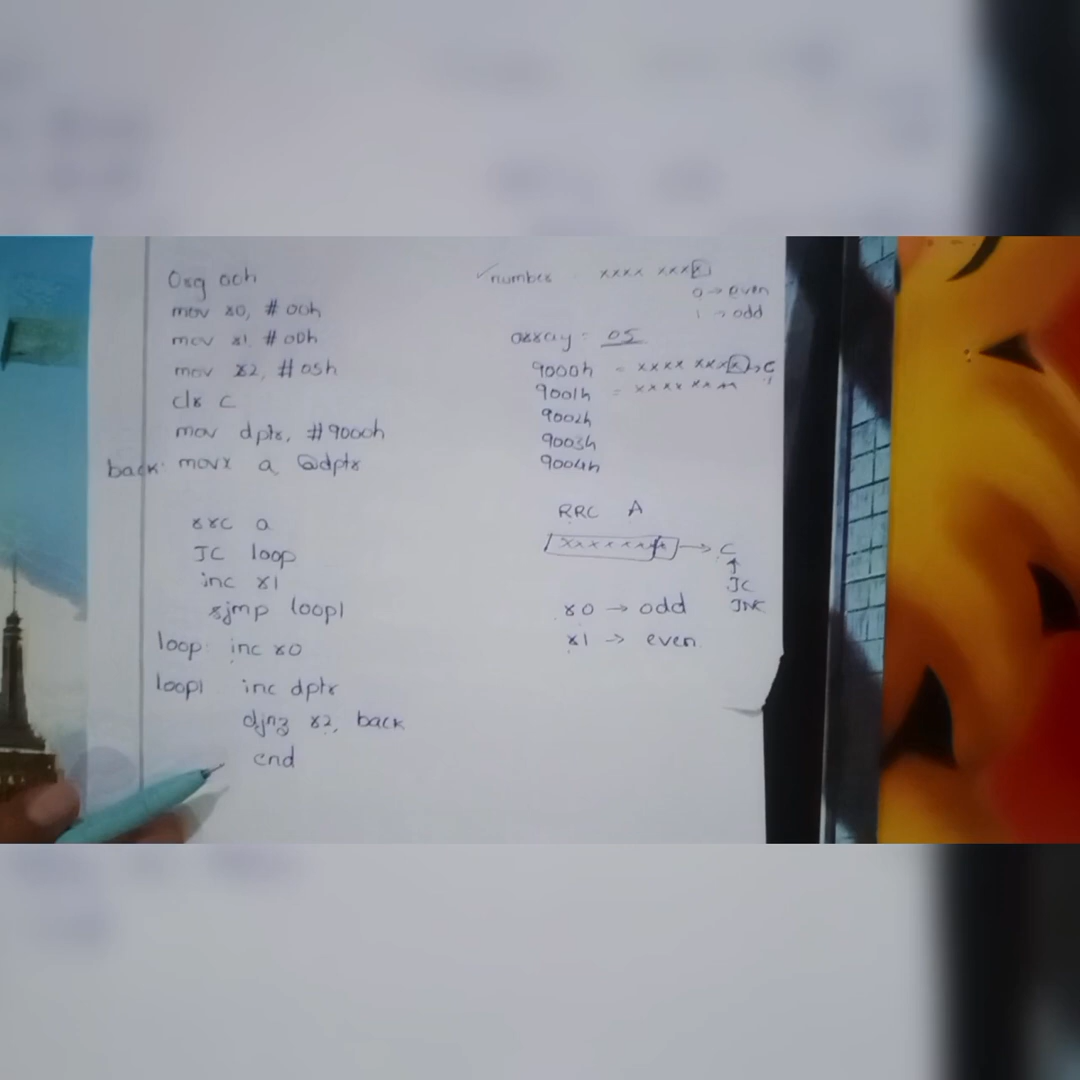 Org 00h
mov r0, #00h
mov r1, #00h
mov r2, #05h
clr C
mov dptr, #9000h
back: movx a, @dptr
rrc a
JC loop
inc r1
sjmp loop1
loop: inc r0
loop1 inc dptr
djnz r2, back
end
✓number xxxx xxxx
0 → even
1 → odd
array - 05
9000h = xxxx xxxx → C
9001h = xxxx xxxx
9002h
9003h
9004h
RRC A
xxxxxxxx → C
↑
JC
JNC
r0 → odd
r1 → even